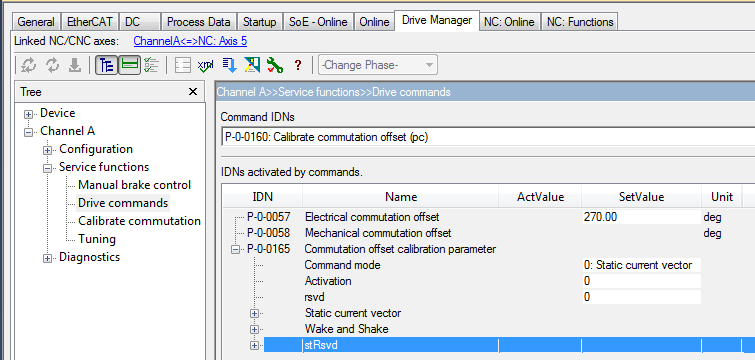 General EtherCAT DC Process Data Startup SoE - Online Online Drive Manager NC: Online NC: Functions
Linked NC/CNC axes: ChannelA<=>NC: Axis 5
xml ? -Change Phase-
Tree
Device
Channel A
Configuration
Service functions
Manual brake control
Drive commands
Calibrate commutation
Tuning
Diagnostics
Channel A>>Service functions>>Drive commands
Command IDNs
P-0-0160: Calibrate commutation offset (pc)
IDNs activated by commands.
IDN Name ActValue SetValue Unit
P-0-0057 Electrical commutation offset 270.00 deg
P-0-0058 Mechanical commutation offset deg
P-0-0165 Commutation offset calibration parameter
Command mode 0: Static current vector
Activation 0
rsvd 0
Static current vector
Wake and Shake
stRsvd